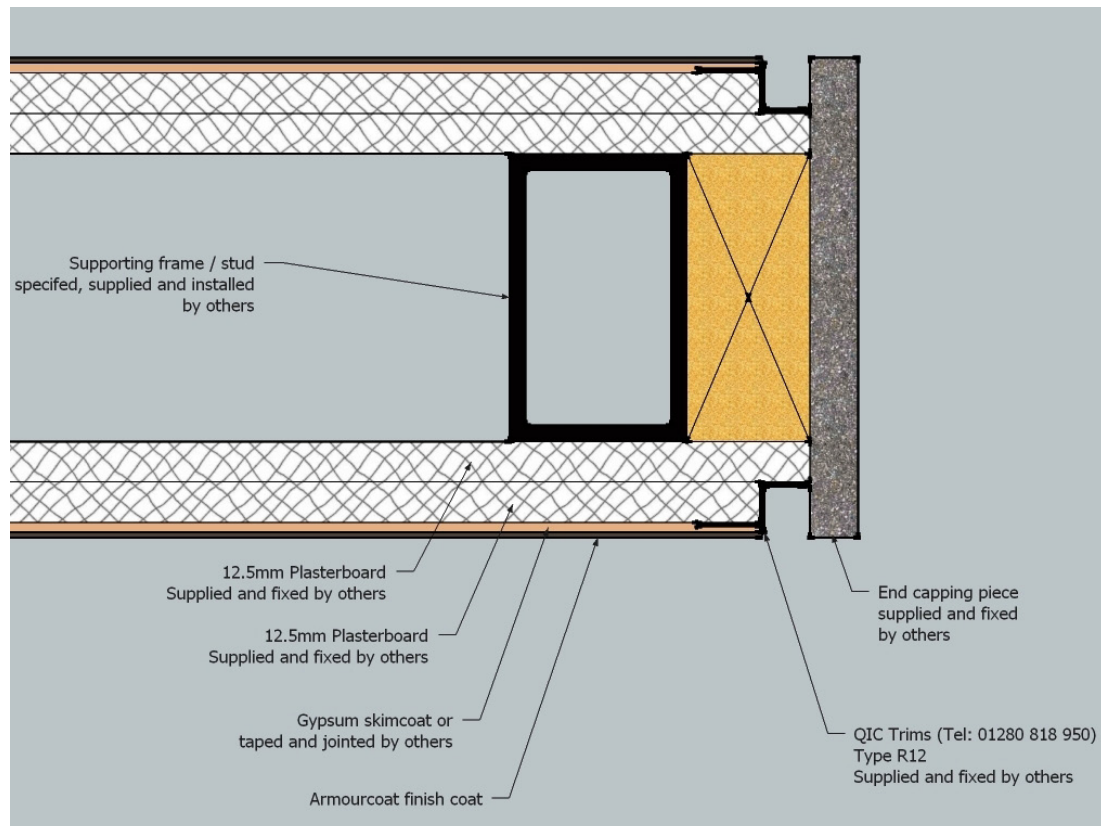 Supporting frame / stud
specifed, supplied and installed
by others
12.5mm Plasterboard
Supplied and fixed by others
12.5mm Plasterboard
Supplied and fixed by others
Gypsum skimcoat or
taped and jointed by others
Armourcoat finish coat
End capping piece
supplied and fixed
by others
QIC Trims (Tel: 01280 818 950)
Type R12
Supplied and fixed by others